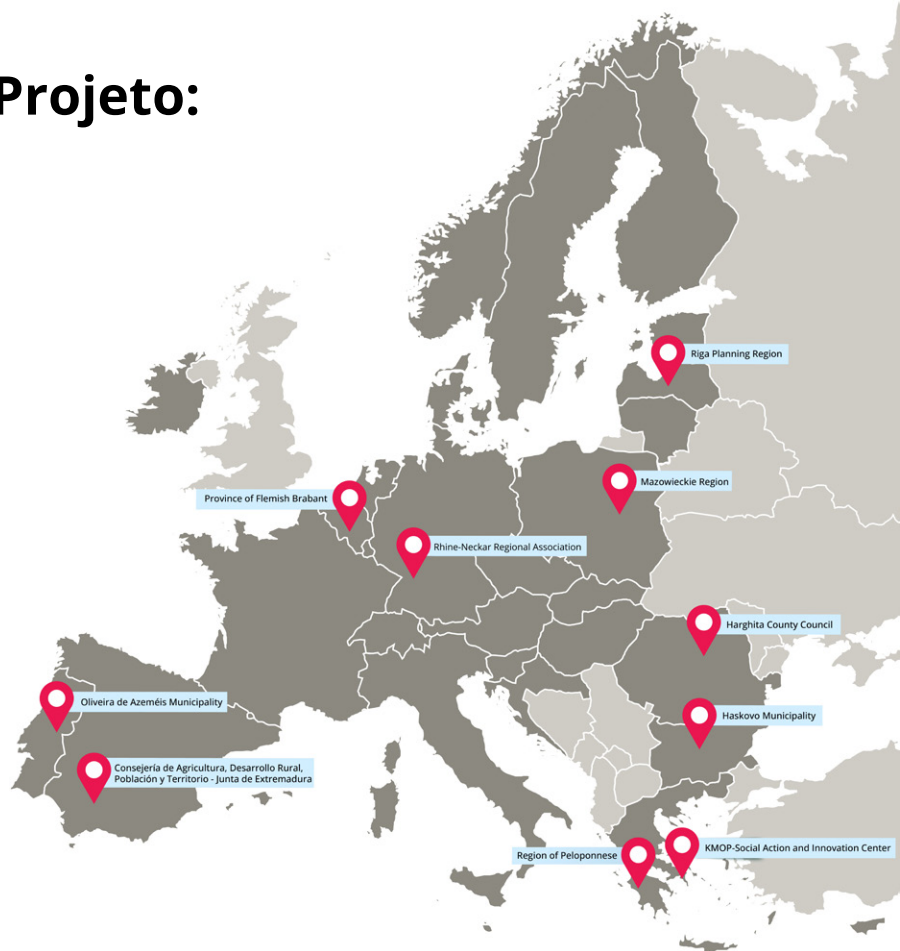 Projeto:
Riga Planning Region
Mazowieckie Region
Province of Flemish Brabant
Rhine-Neckar Regional Association
Harghita County Council
Oliveira de Azeméis Municipality
Haskovo Municipality
Consejería de Agricultura, Desarrollo Rural,
Población y Territorio - Junta de Extremadura
KMOP-Social Action and Innovation Center
Region of Peloponnese